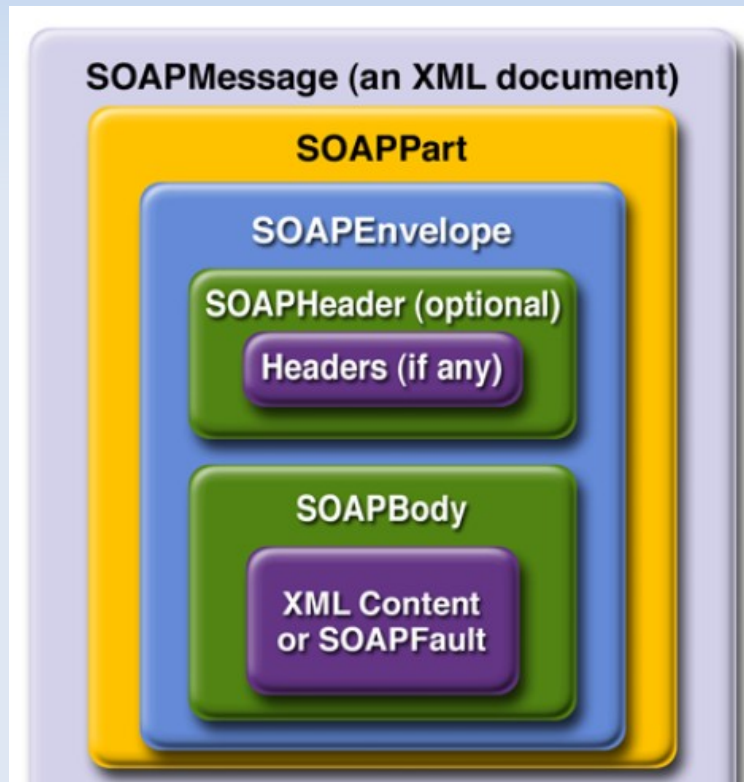 SOAPMessage (an XML document)
SOAPPart
SOAPEnvelope
SOAPHeader (optional)
Headers (if any)
SOAPBody
XML Content
or SOAPFault